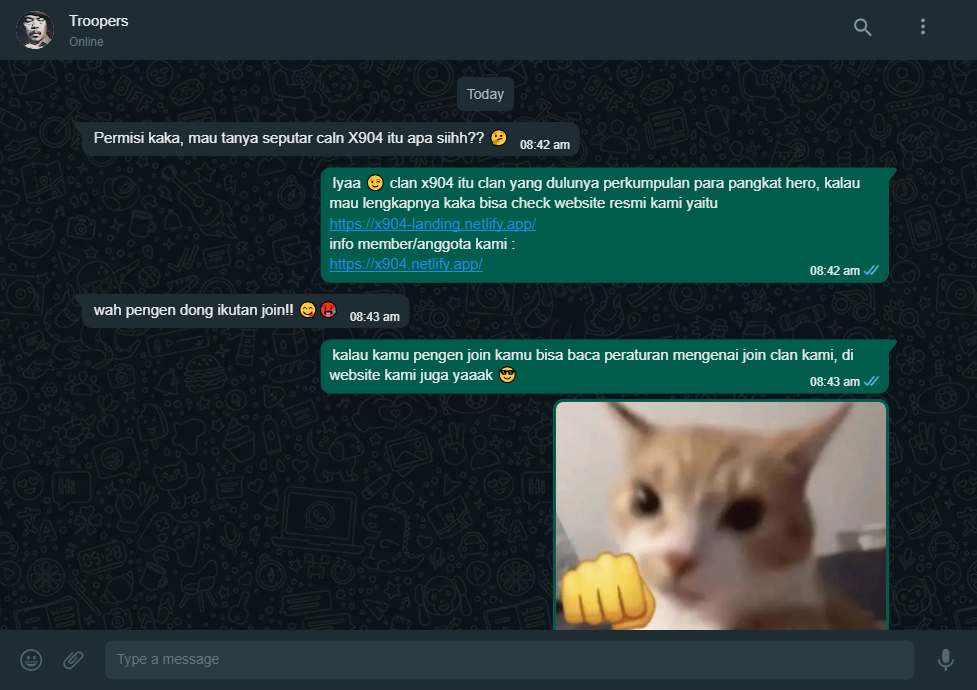 Troopers
Online
Today
Permisi kaka, mau tanya seputar caln X904 itu apa siihh?? 🤔
08:42 am
Iyaa 😉 clan x904 itu clan yang dulunya perkumpulan para pangkat hero, kalau
mau lengkapnya kaka bisa check website resmi kami yaitu
https://x904-landing.netlify.app/
info member/anggota kami :
https://x904.netlify.app/
08:42 am
wah pengen dong ikutan join!! 😋🥵
08:43 am
kalau kamu pengen join kamu bisa baca peraturan mengenai join clan kami, di
website kami juga yaaak 😎
08:43 am
Type a message